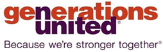 generations
united®
Because we're stronger together®